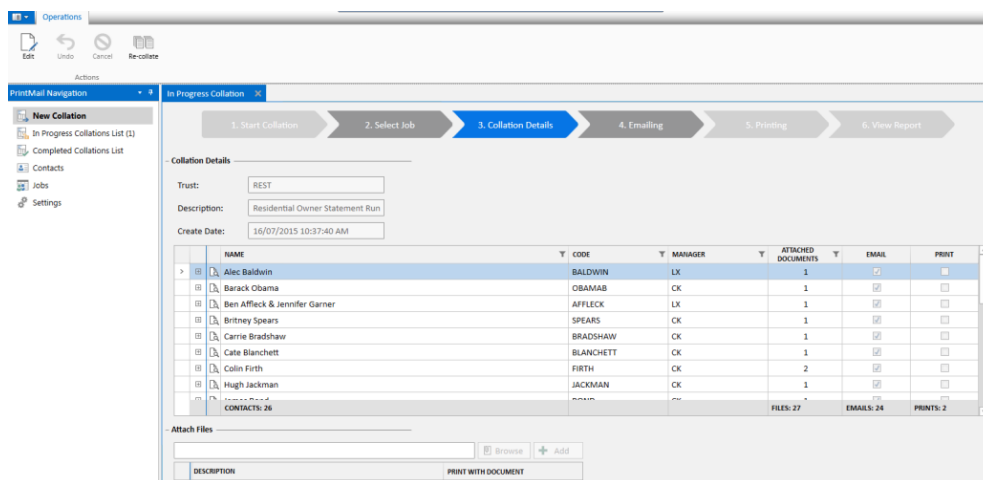 Operations
Edit Undo Cancel Re-collate
Actions
PrintMail Navigation
In Progress Collation
New Collation
In Progress Collations List (1)
Completed Collations List
Contacts
Jobs
Settings
1. Start Collation 2. Select Job 3. Collation Details 4. Emailing 5. Printing 6. View Report
Collation Details
Trust: REST
Description: Residential Owner Statement Run
Create Date: 16/07/2015 10:37:40 AM
NAME CODE MANAGER ATTACHED DOCUMENTS EMAIL PRINT
Alec Baldwin BALDWIN LX 1
Barack Obama OBAMAB CK 1
Ben Affleck & Jennifer Garner AFFLECK LX 1
Britney Spears SPEARS CK 1
Carrie Bradshaw BRADSHAW CK 1
Cate Blanchett BLANCHETT CK 1
Colin Firth FIRTH CK 2
Hugh Jackman JACKMAN CK 1
CONTACTS: 26 FILES: 27 EMAILS: 24 PRINTS: 2
Attach Files
Browse Add
DESCRIPTION PRINT WITH DOCUMENT